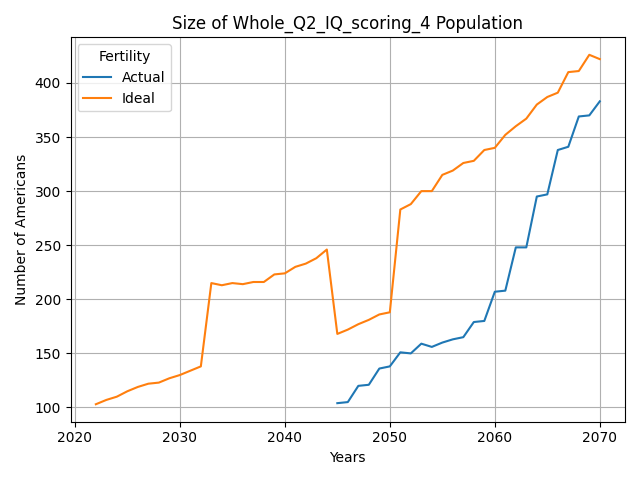 Size of Whole_Q2_IQ_scoring_4 Population
Fertility
Actual
Ideal
400
350
300
250
200
150
100
Number of Americans
2020
2030
2040
2050
2060
2070
Years